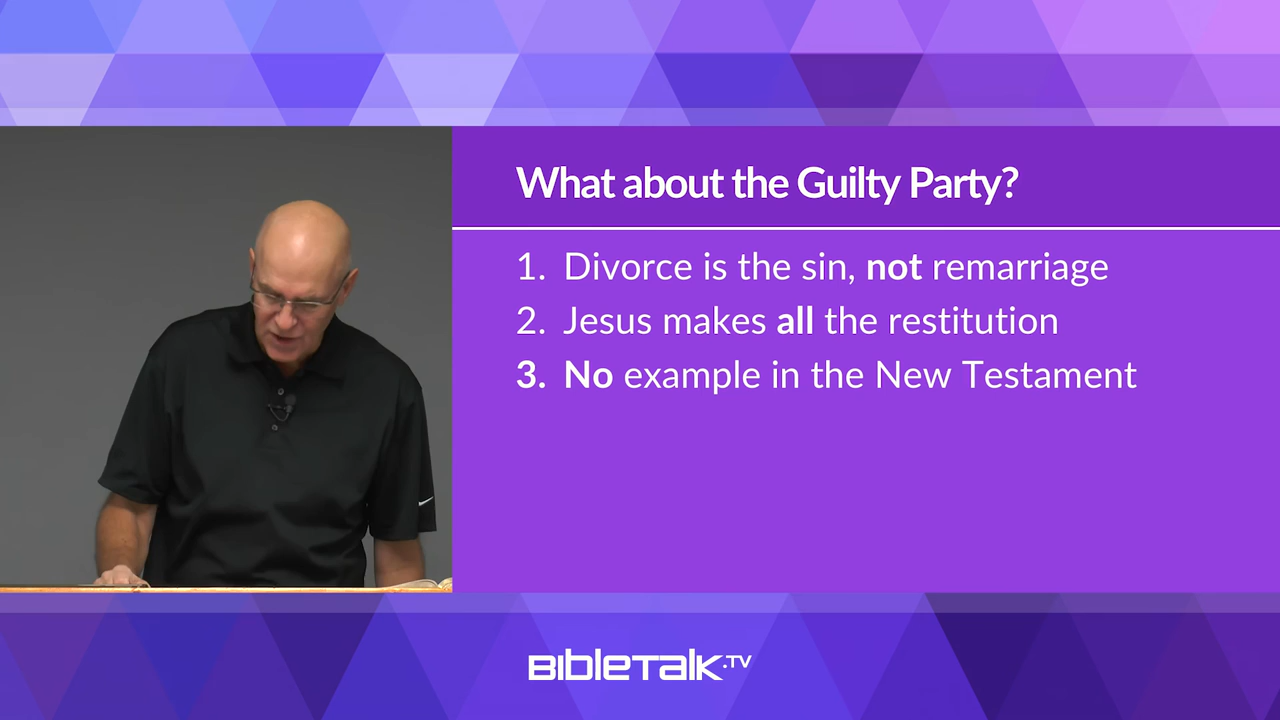 What about the Guilty Party?
1. Divorce is the sin, not remarriage
2. Jesus makes all the restitution
3. No example in the New Testament
BIBLETALK.TV